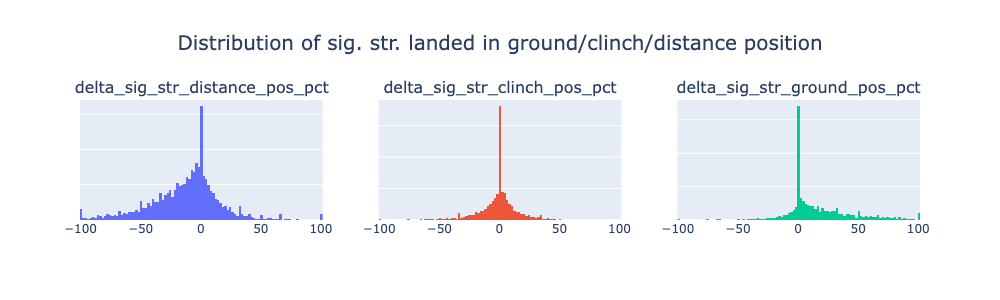 Distribution of sig. str. landed in ground/clinch/distance position
delta_sig_str_distance_pos_pct
delta_sig_str_clinch_pos_pct
delta_sig_str_ground_pos_pct
−100 −50 0 50 100
−100 −50 0 50 100
−100 −50 0 50 100